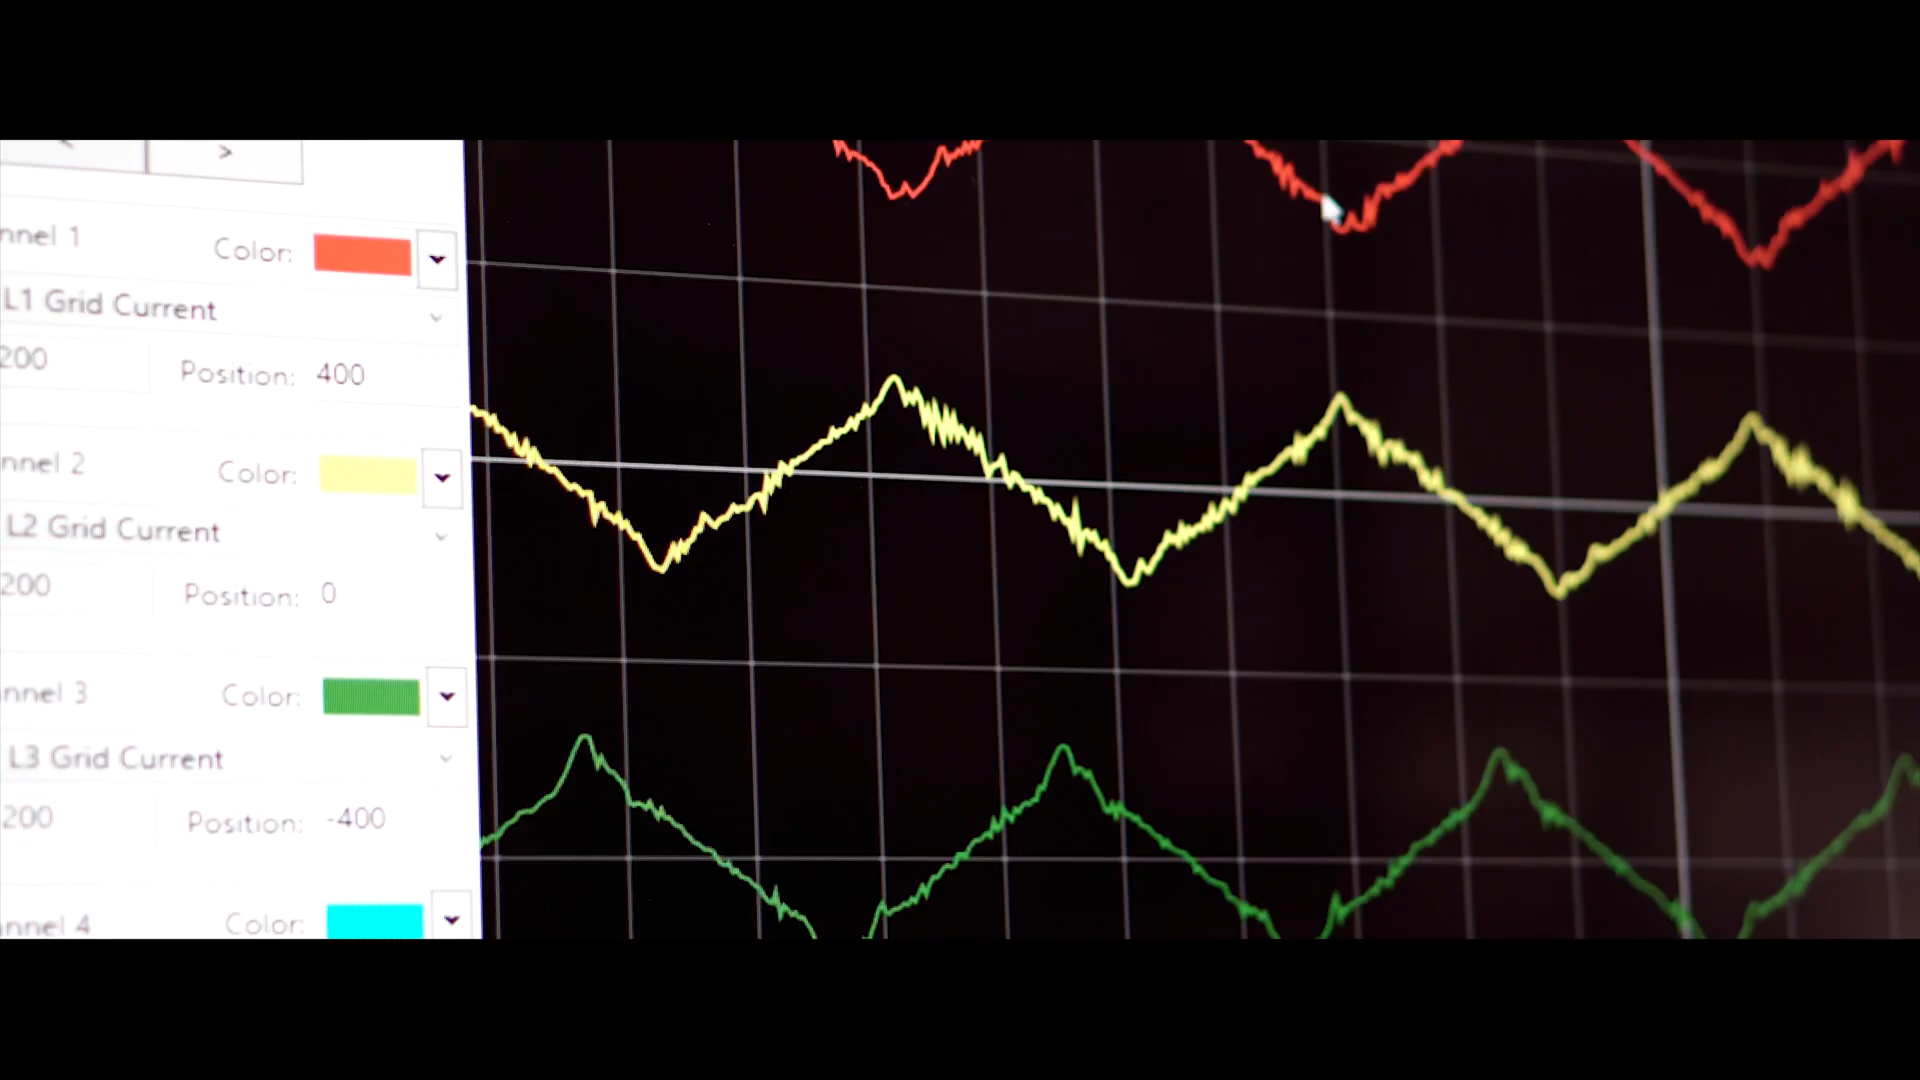 < >
nnel 1 Color:
L1 Grid Current
200 Position: 400
nnel 2 Color:
L2 Grid Current
200 Position: 0
nnel 3 Color:
L3 Grid Current
200 Position: -400
nnel 4 Color: